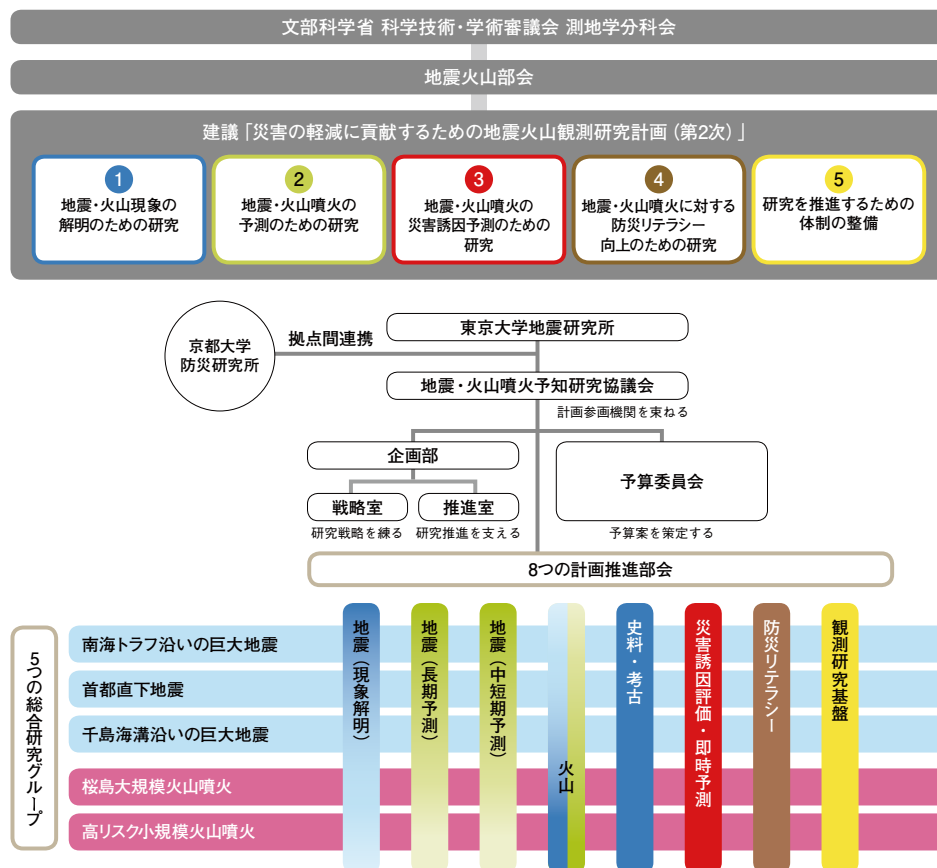 文部科学省 科学技術・学術審議会 測地学分科会
地震火山部会
建議「災害の軽減に貢献するための地震火山観測研究計画(第2次)」
1
地震・火山現象の
解明のための研究
2
地震・火山噴火の
予測のための研究
3
地震・火山噴火の
災害誘因予測のための
研究
4
地震・火山噴火に対する
防災リテラシー
向上のための研究
5
研究を推進するための
体制の整備
京都大学
防災研究所
拠点間連携
東京大学地震研究所
地震・火山噴火予知研究協議会
計画参画機関を束ねる
企画部
戦略室
研究戦略を練る
推進室
研究推進を支える
予算委員会
予算案を策定する
8つの計画推進部会
地震(現象解明)
地震(長期予測)
地震(中短期予測)
火山
史料・考古
災害誘因評価・即時予測
防災リテラシー
観測研究基盤
5つの総合研究グループ
南海トラフ沿いの巨大地震
首都直下地震
千島海溝沿いの巨大地震
桜島大規模火山噴火
高リスク小規模火山噴火